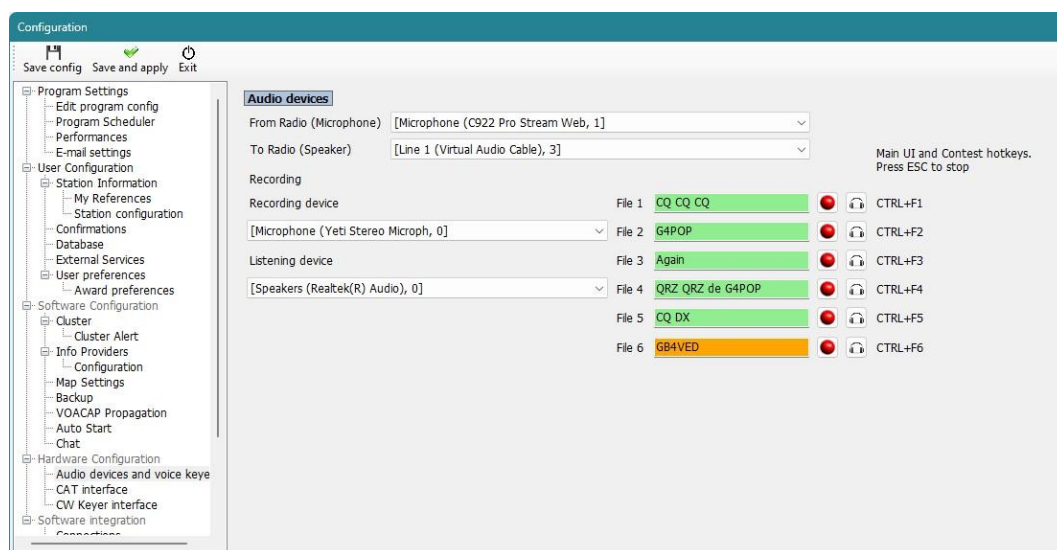 Configuration
Save config Save and apply Exit
Program Settings
Edit program config
Program Scheduler
Performances
E-mail settings
User Configuration
Station Information
My References
Station configuration
Confirmations
Database
External Services
User preferences
Award preferences
Software Configuration
Cluster
Cluster Alert
Info Providers
Configuration
Map Settings
Backup
VOACAP Propagation
Auto Start
Chat
Hardware Configuration
Audio devices and voice keye
CAT interface
CW Keyer interface
Software integration
Connections
Audio devices
From Radio (Microphone) [Microphone (C922 Pro Stream Web, 1]
To Radio (Speaker) [Line 1 (Virtual Audio Cable), 3]
Main UI and Contest hotkeys.
Press ESC to stop
Recording
Recording device File 1 CQ CQ CQ CTRL+F1
[Microphone (Yeti Stereo Microph, 0] File 2 G4POP CTRL+F2
Listening device File 3 Again CTRL+F3
[Speakers (Realtek(R) Audio), 0] File 4 QRZ QRZ de G4POP CTRL+F4
File 5 CQ DX CTRL+F5
File 6 GB4VED CTRL+F6